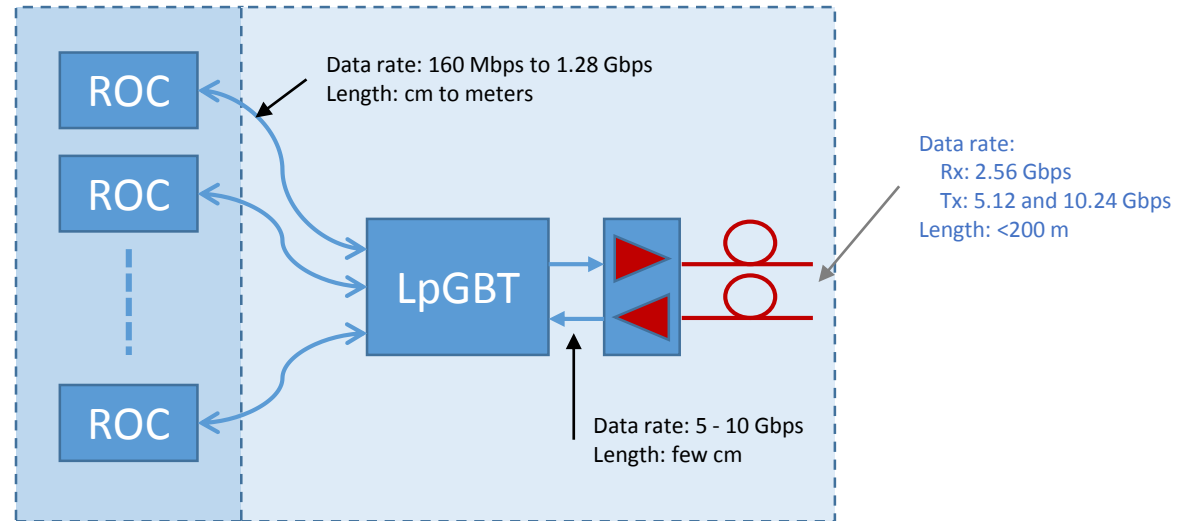 ROC
ROC
ROC
Data rate: 160 Mbps to 1.28 Gbps
Length: cm to meters
LpGBT
Data rate: 5 - 10 Gbps
Length: few cm
Data rate:
Rx: 2.56 Gbps
Tx: 5.12 and 10.24 Gbps
Length: <200 m